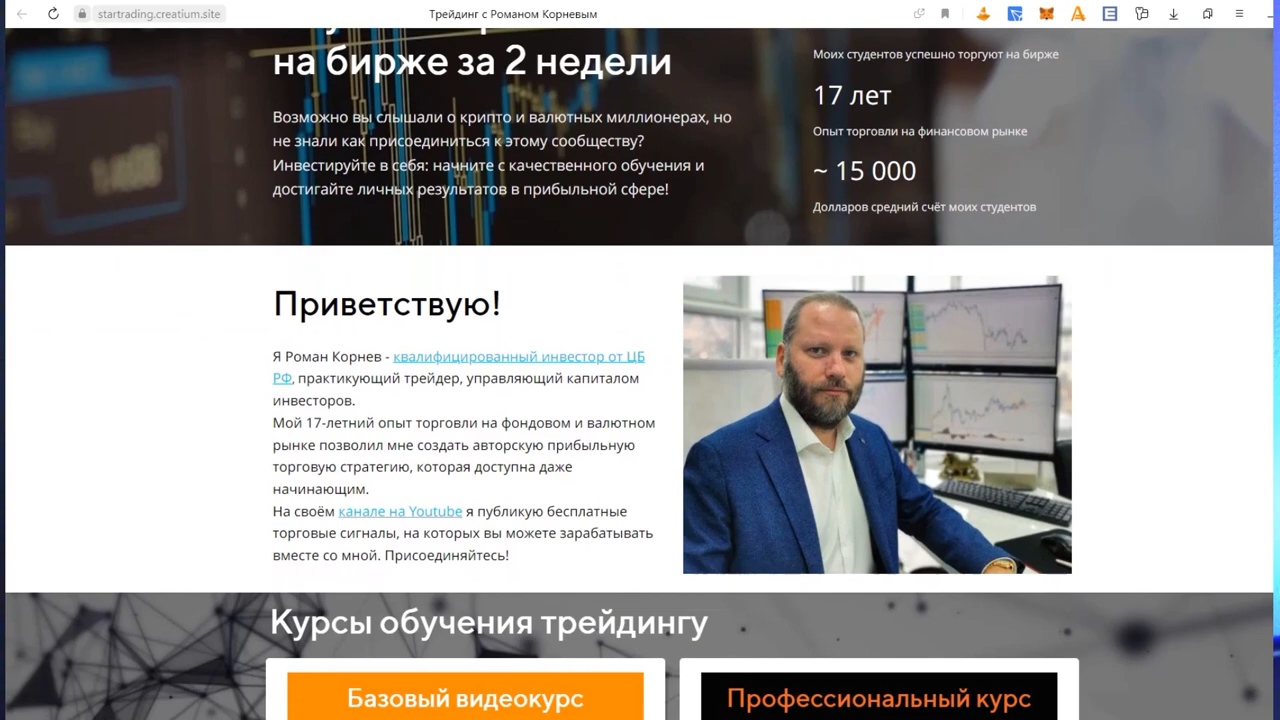 startrading.creatium.site
Трейдинг с Романом Корневым
на бирже за 2 недели
Возможно вы слышали о крипто и валютных миллионерах, но
не знали как присоединиться к этому сообществу?
Инвестируйте в себя: начните с качественного обучения и
достигайте личных результатов в прибыльной сфере!
Моих студентов успешно торгуют на бирже
17 лет
Опыт торговли на финансовом рынке
~ 15 000
Долларов средний счёт моих студентов
Приветствую!
Я Роман Корнев - квалифицированный инвестор от ЦБ
РФ, практикующий трейдер, управляющий капиталом
инвесторов.
Мой 17-летний опыт торговли на фондовом и валютном
рынке позволил мне создать авторскую прибыльную
торговую стратегию, которая доступна даже
начинающим.
На своём канале на Youtube я публикую бесплатные
торговые сигналы, на которых вы можете зарабатывать
вместе со мной. Присоединяйтесь!
Курсы обучения трейдингу
Базовый видеокурс
Профессиональный курс